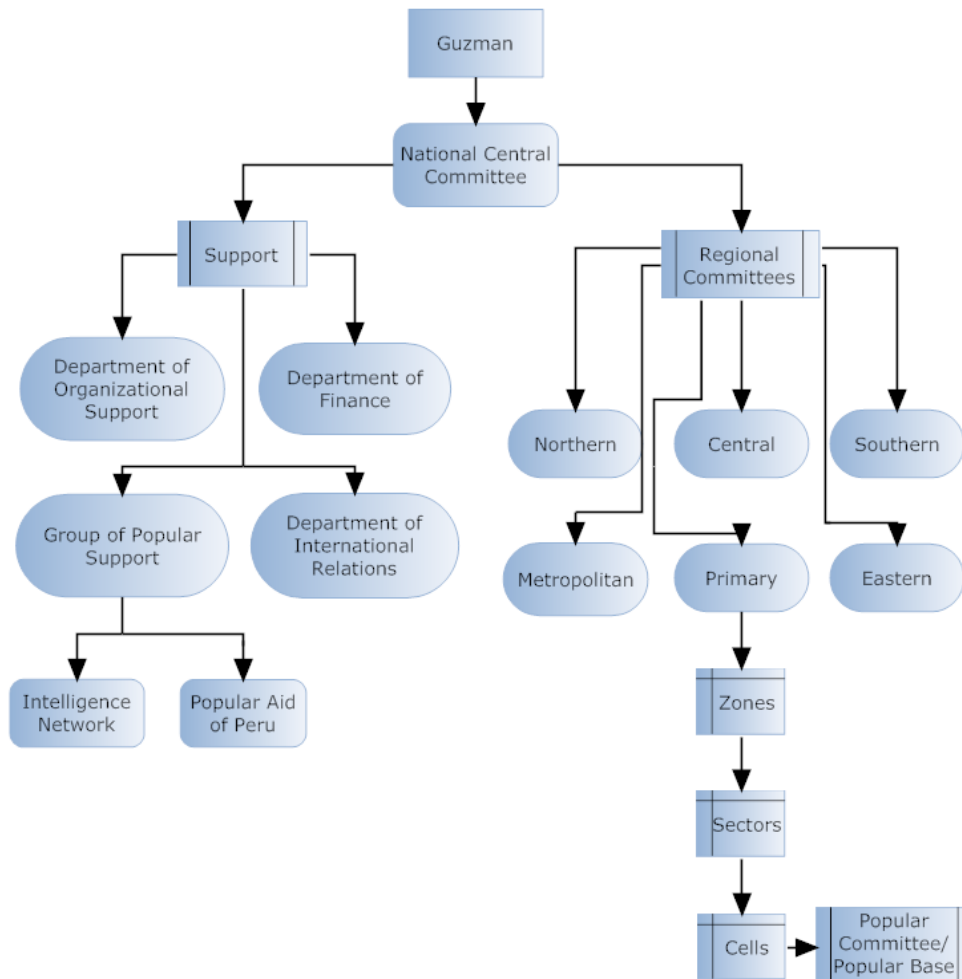 Guzman
National Central
Committee
Support
Regional
Committees
Department of
Organizational
Support
Department of
Finance
Northern
Central
Southern
Group of Popular
Support
Department of
International
Relations
Metropolitan
Primary
Eastern
Intelligence
Network
Popular Aid
of Peru
Zones
Sectors
Cells
Popular
Committee/
Popular Base